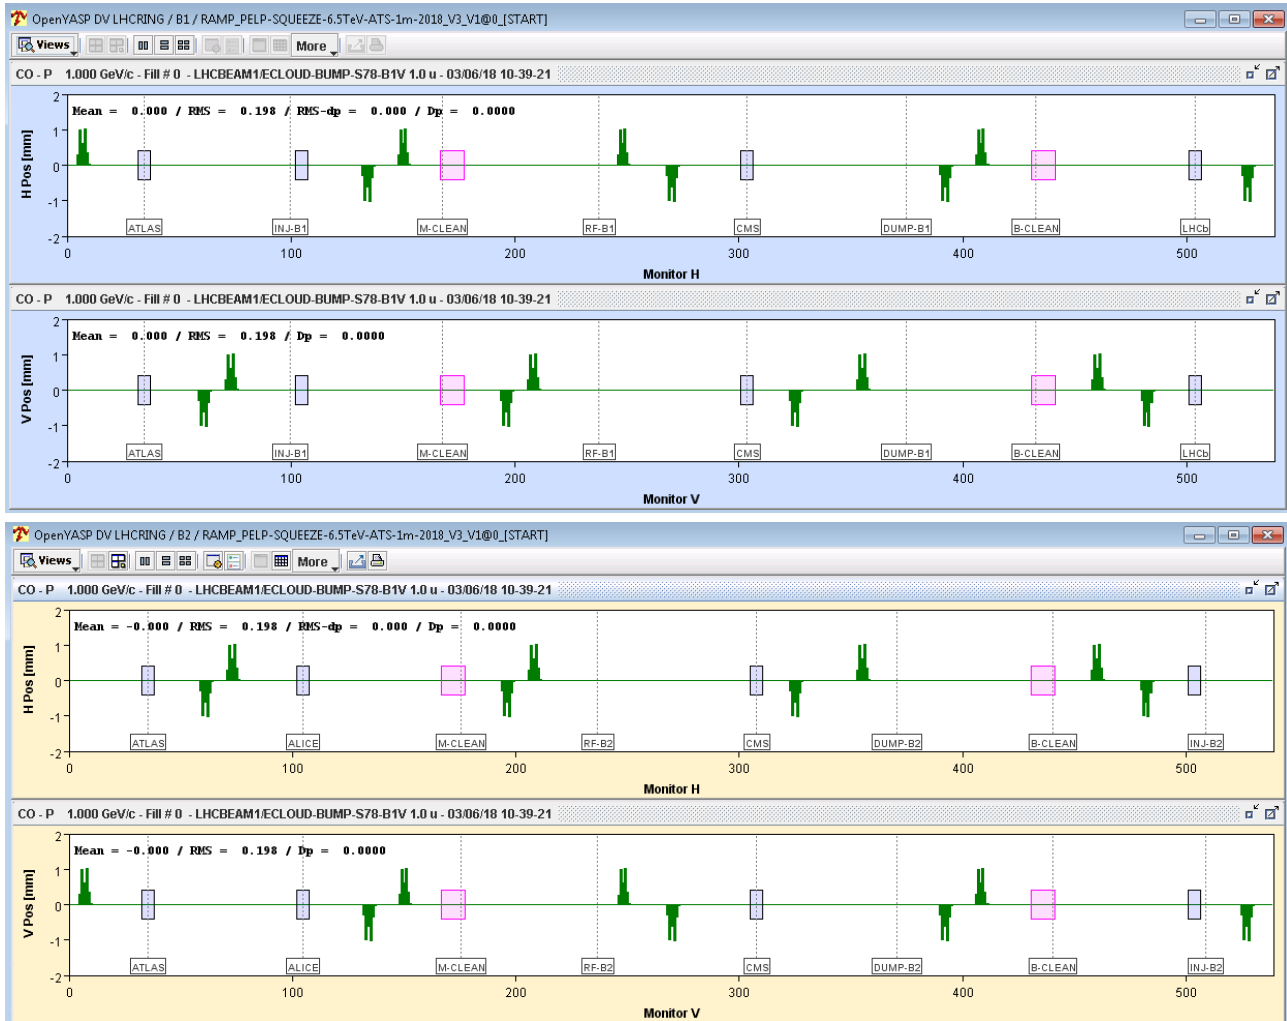 OpenYASP DV LHCRING / B1 / RAMP_PELP-SQUEEZE-6.5TeV-ATS-1m-2018_V3_V1@0_[START]
Views More
CO - P 1.000 GeV/c - Fill # 0 - LHCBEAM1/ECLOUD-BUMP-S78-B1V 1.0 u - 03/06/18 10-39-21
Mean = 0.000 / RMS = 0.198 / RMS-dp = 0.000 / Dp = 0.0000
H Pos [mm]
2
1
0
-1
-2
ATLAS INJ-B1 M-CLEAN RF-B1 CMS DUMP-B1 B-CLEAN LHCb
0 100 200 300 400 500
Monitor H
CO - P 1.000 GeV/c - Fill # 0 - LHCBEAM1/ECLOUD-BUMP-S78-B1V 1.0 u - 03/06/18 10-39-21
Mean = 0.000 / RMS = 0.198 / Dp = 0.0000
V Pos [mm]
2
1
0
-1
-2
ATLAS INJ-B1 M-CLEAN RF-B1 CMS DUMP-B1 B-CLEAN LHCb
0 100 200 300 400 500
Monitor V
OpenYASP DV LHCRING / B2 / RAMP_PELP-SQUEEZE-6.5TeV-ATS-1m-2018_V3_V1@0_[START]
Views More
CO - P 1.000 GeV/c - Fill # 0 - LHCBEAM1/ECLOUD-BUMP-S78-B1V 1.0 u - 03/06/18 10-39-21
Mean = -0.000 / RMS = 0.198 / RMS-dp = 0.000 / Dp = 0.0000
H Pos [mm]
2
1
0
-1
-2
ATLAS ALICE M-CLEAN RF-B2 CMS DUMP-B2 B-CLEAN INJ-B2
0 100 200 300 400 500
Monitor H
CO - P 1.000 GeV/c - Fill # 0 - LHCBEAM1/ECLOUD-BUMP-S78-B1V 1.0 u - 03/06/18 10-39-21
Mean = -0.000 / RMS = 0.198 / Dp = 0.0000
V Pos [mm]
2
1
0
-1
-2
ATLAS ALICE M-CLEAN RF-B2 CMS DUMP-B2 B-CLEAN INJ-B2
0 100 200 300 400 500
Monitor V